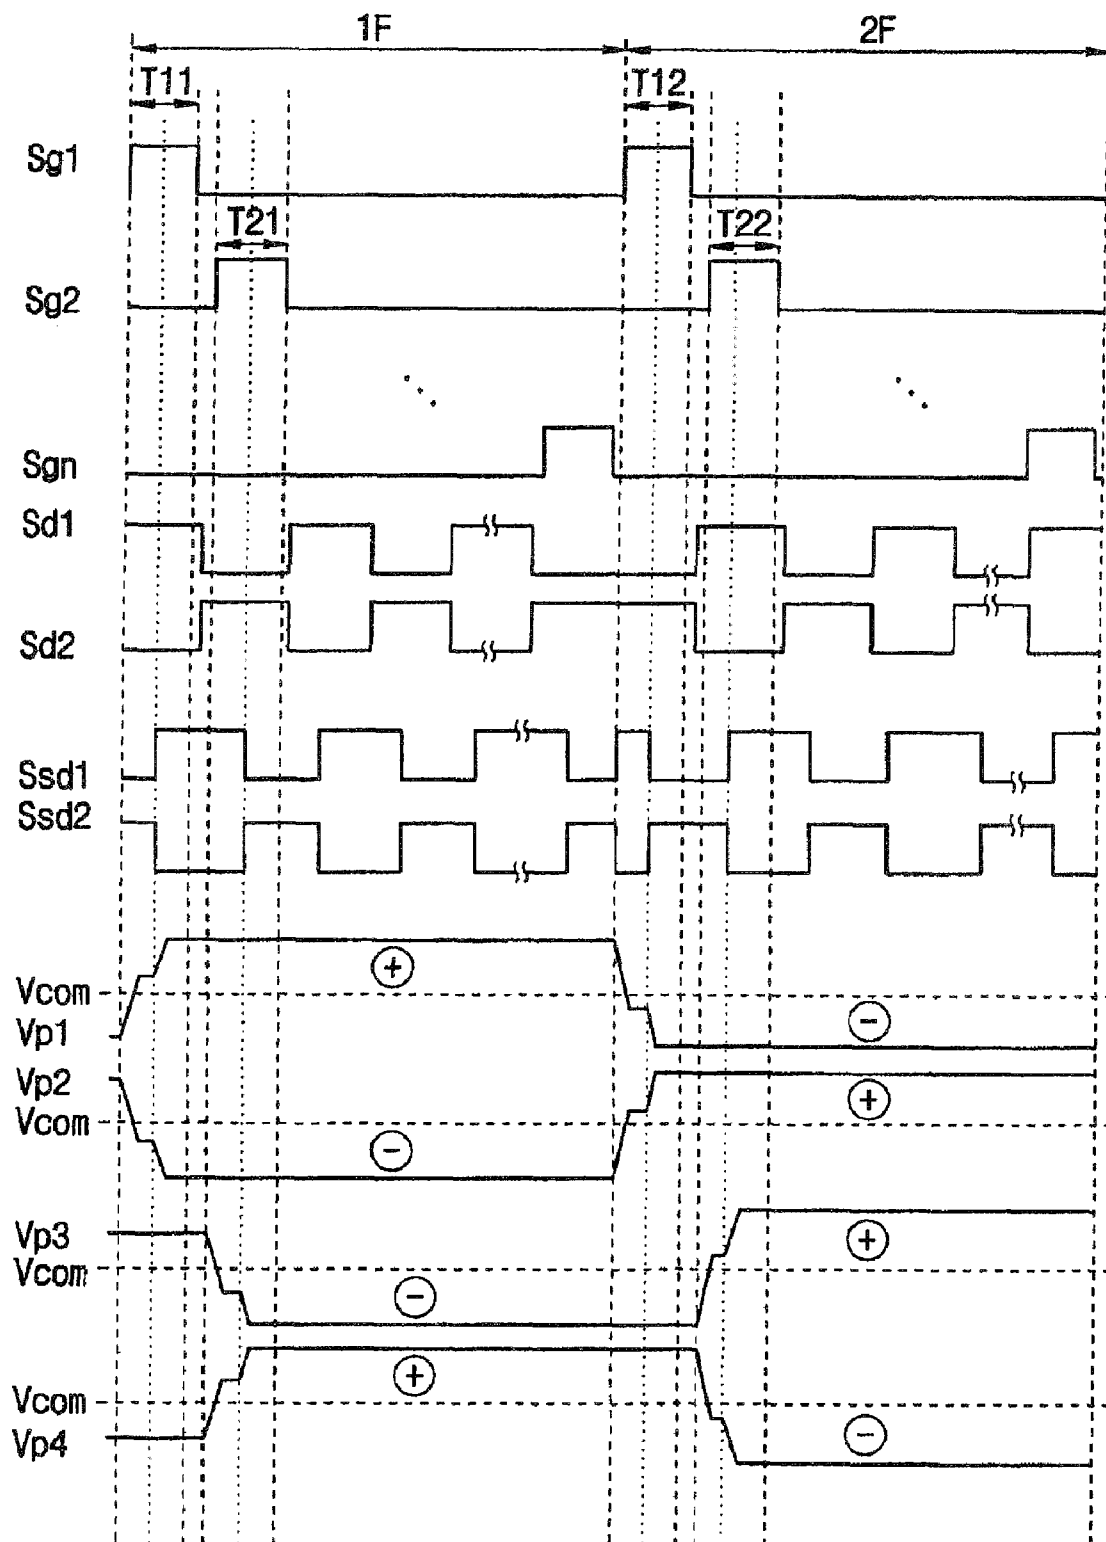 1F 2F
T11 T12
Sg1
T21 T22
Sg2
Sgn
Sd1
Sd2
Ssd1
Ssd2
+
Vcom
Vp1 −
Vp2
+
Vcom
−
Vp3
+
Vcom
−
+
Vcom
Vp4 −